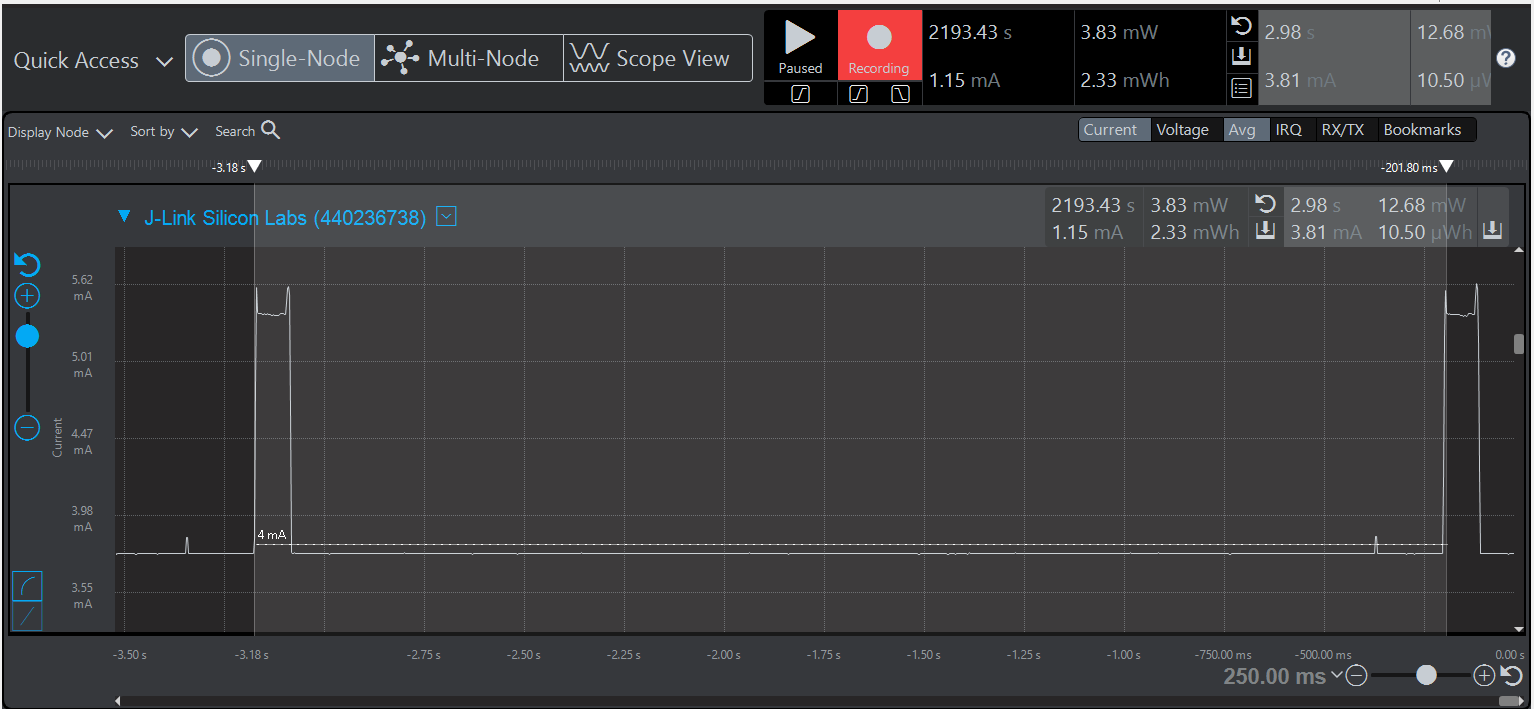 Quick Access
Single-Node
Multi-Node
Scope View
Paused
Recording
2193.43 s
3.83 mW
1.15 mA
2.33 mWh
2.98 s
12.68 mW
3.81 mA
10.50 µW
Display Node
Sort by
Search
Current
Voltage
Avg
IRQ
RX/TX
Bookmarks
-3.18 s
-201.80 ms
J-Link Silicon Labs (440236738)
2193.43 s
3.83 mW
2.98 s
12.68 mW
1.15 mA
2.33 mWh
3.81 mA
10.50 µWh
5.62
mA
5.01
mA
Current
4.47
mA
3.98
mA
4 mA
3.55
mA
-3.50 s
-3.18 s
-2.75 s
-2.50 s
-2.25 s
-2.00 s
-1.75 s
-1.50 s
-1.25 s
-1.00 s
-750.00 ms
-500.00 ms
0.00 s
250.00 ms